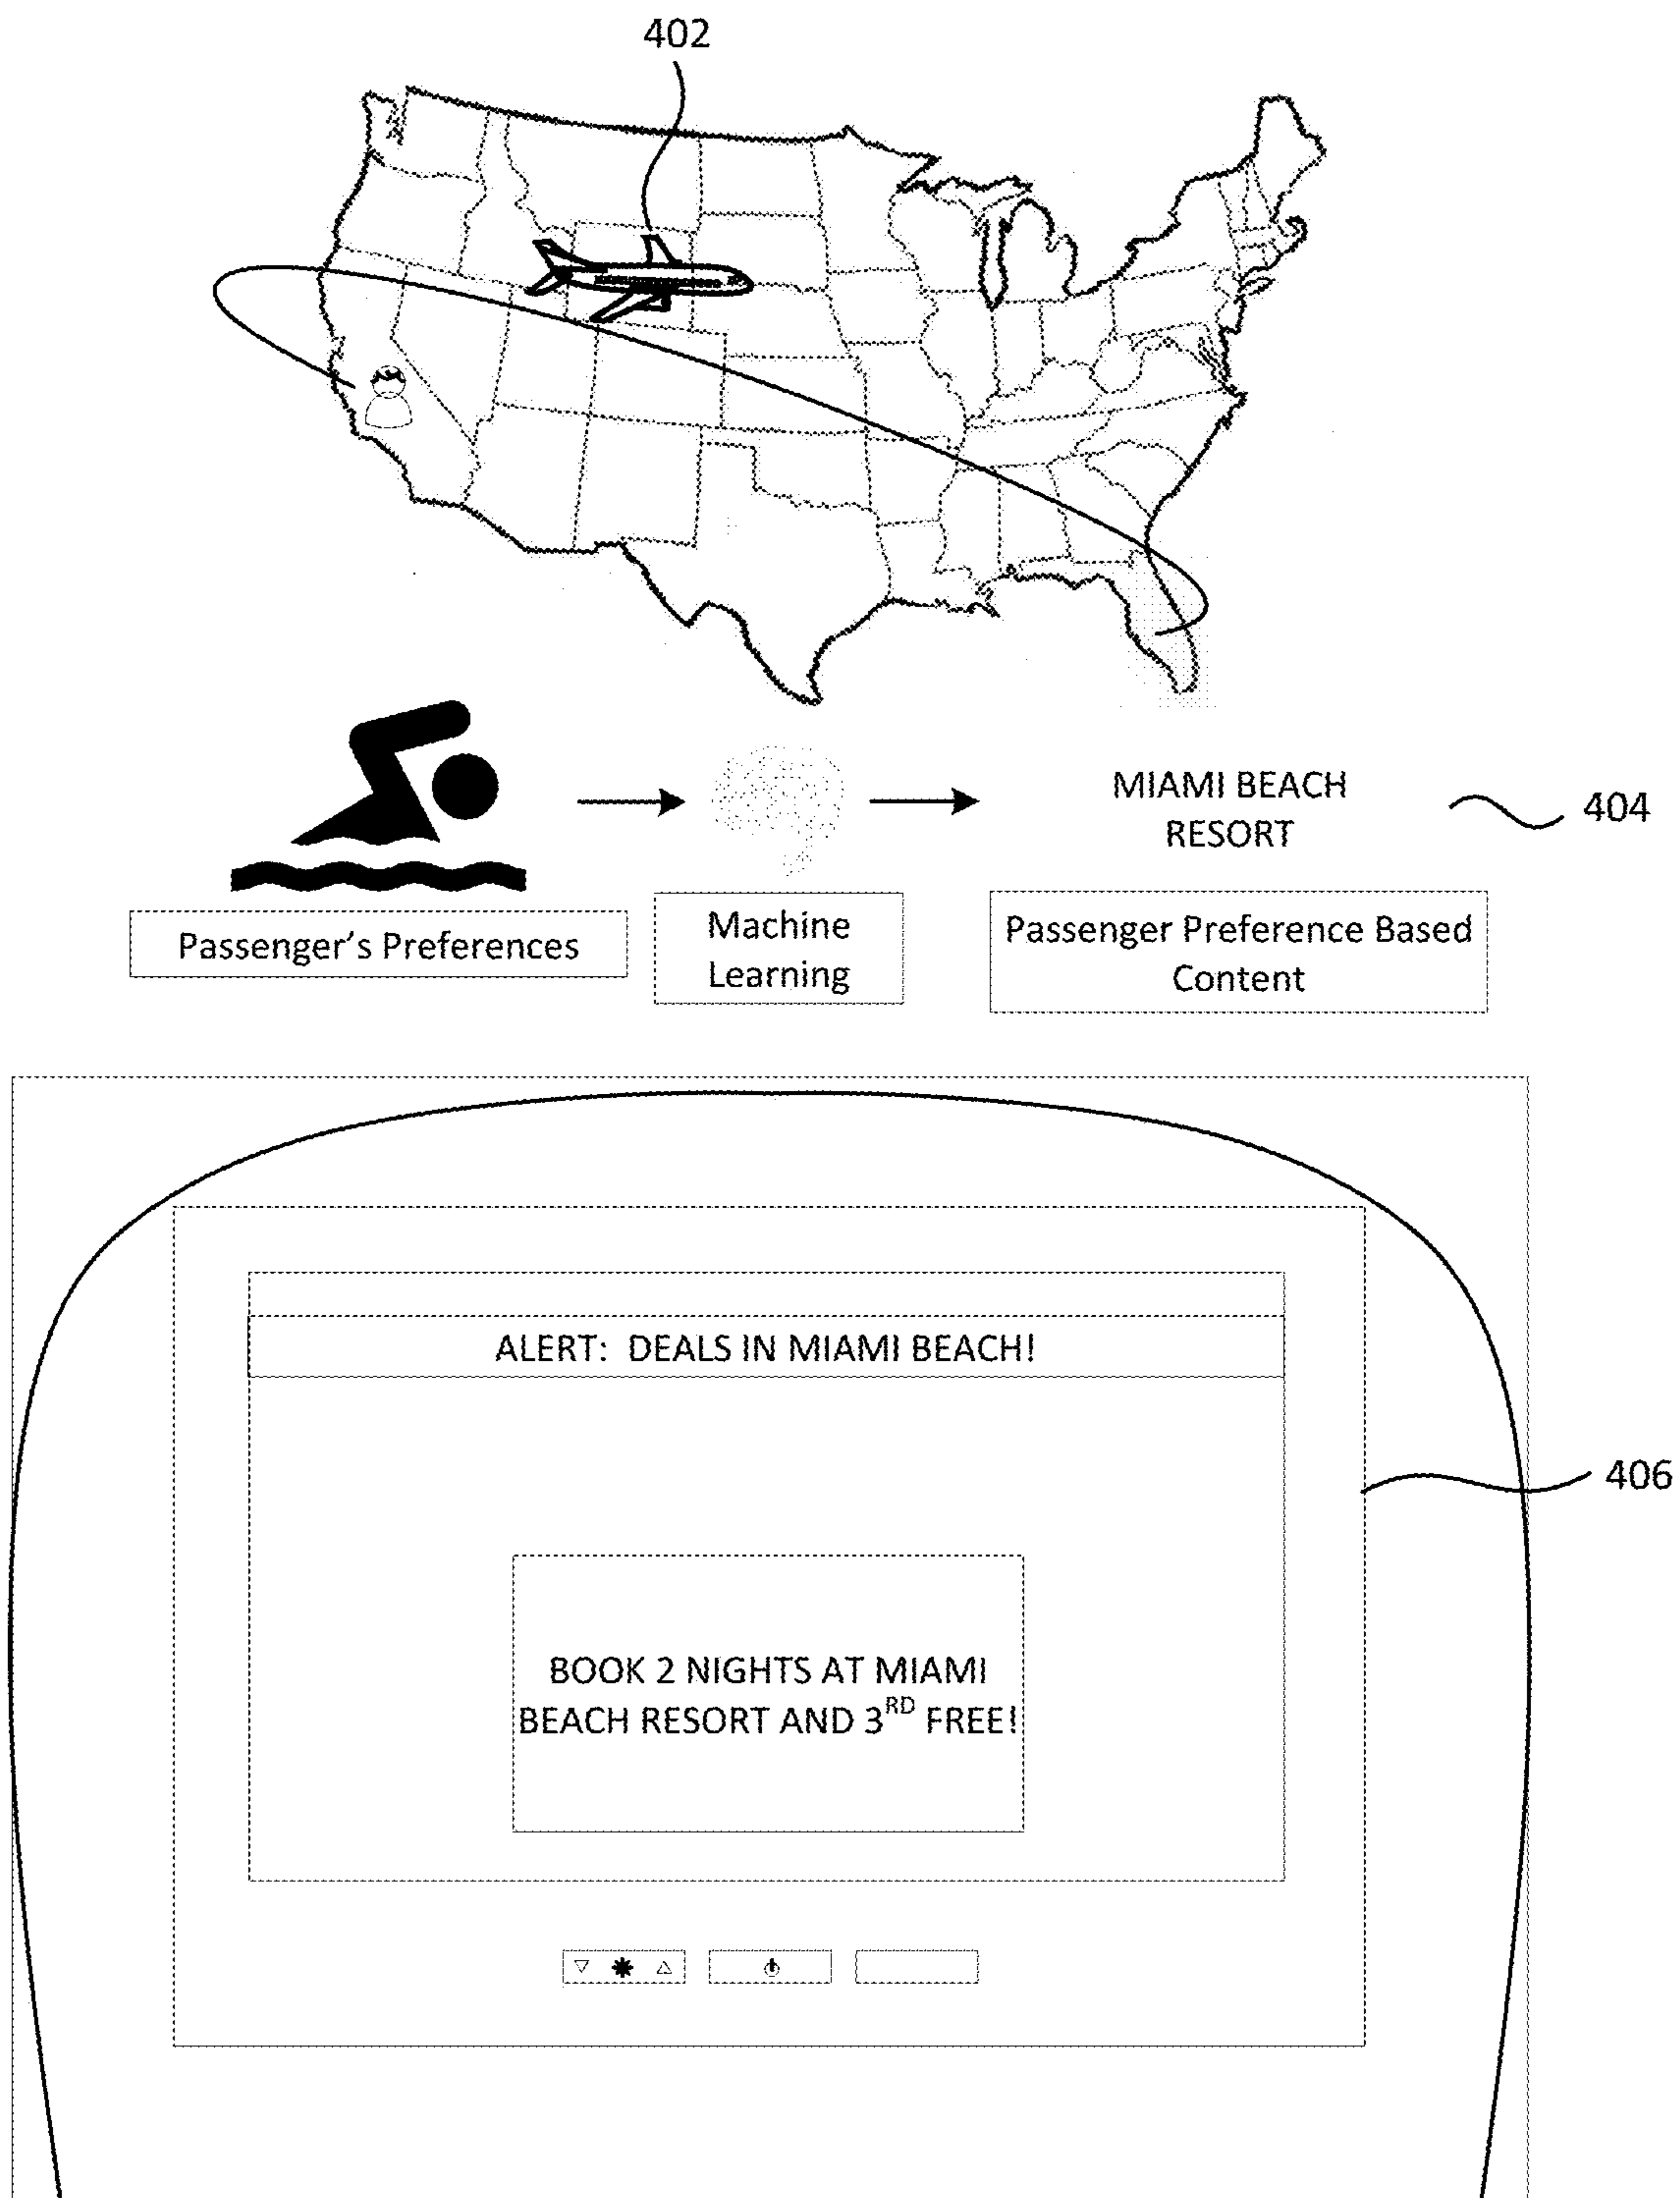 402
MIAMI BEACH
RESORT
404
Passenger’s Preferences
Machine
Learning
Passenger Preference Based
Content
ALERT: DEALS IN MIAMI BEACH!
406
BOOK 2 NIGHTS AT MIAMI
BEACH RESORT AND 3RD FREE!